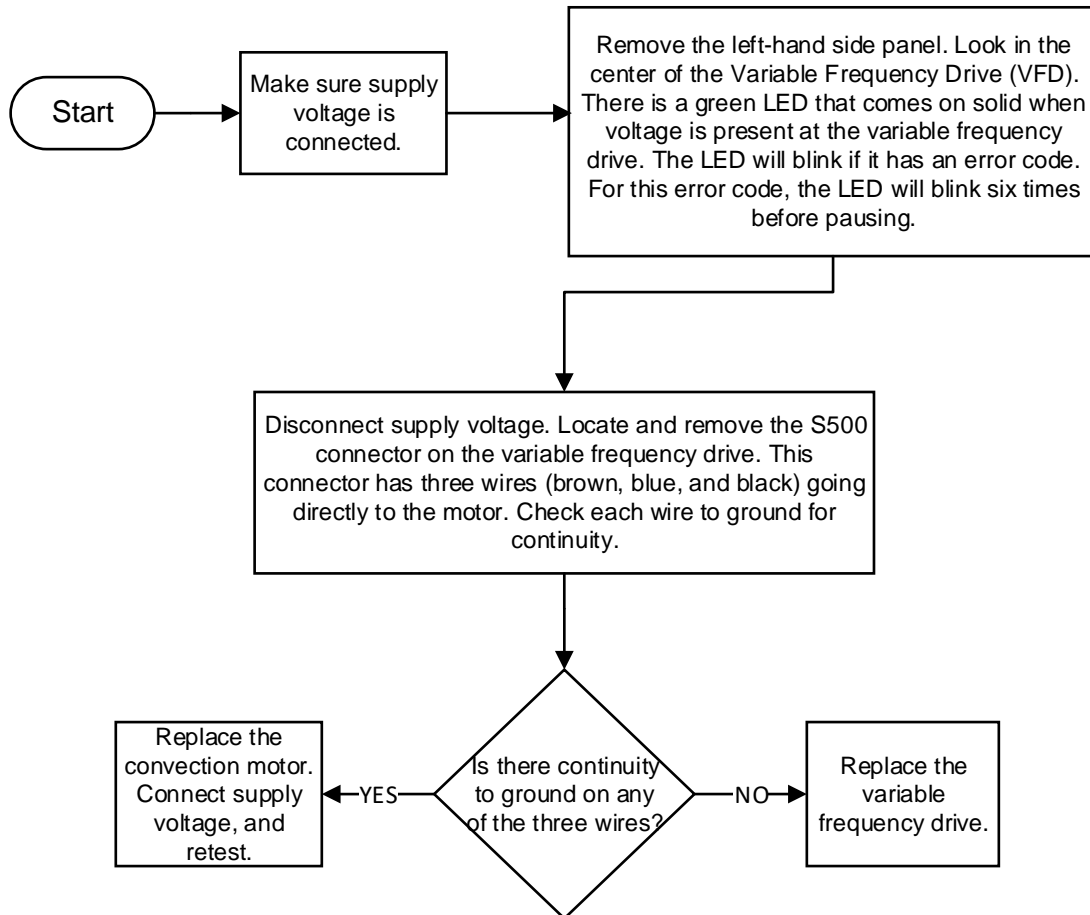 Start
Make sure supply
voltage is
connected.
Remove the left-hand side panel. Look in the
center of the Variable Frequency Drive (VFD).
There is a green LED that comes on solid when
voltage is present at the variable frequency
drive. The LED will blink if it has an error code.
For this error code, the LED will blink six times
before pausing.
Disconnect supply voltage. Locate and remove the S500
connector on the variable frequency drive. This
connector has three wires (brown, blue, and black) going
directly to the motor. Check each wire to ground for
continuity.
Is there continuity
to ground on any
of the three wires?
YES
Replace the
convection motor.
Connect supply
voltage, and
retest.
NO
Replace the
variable
frequency drive.